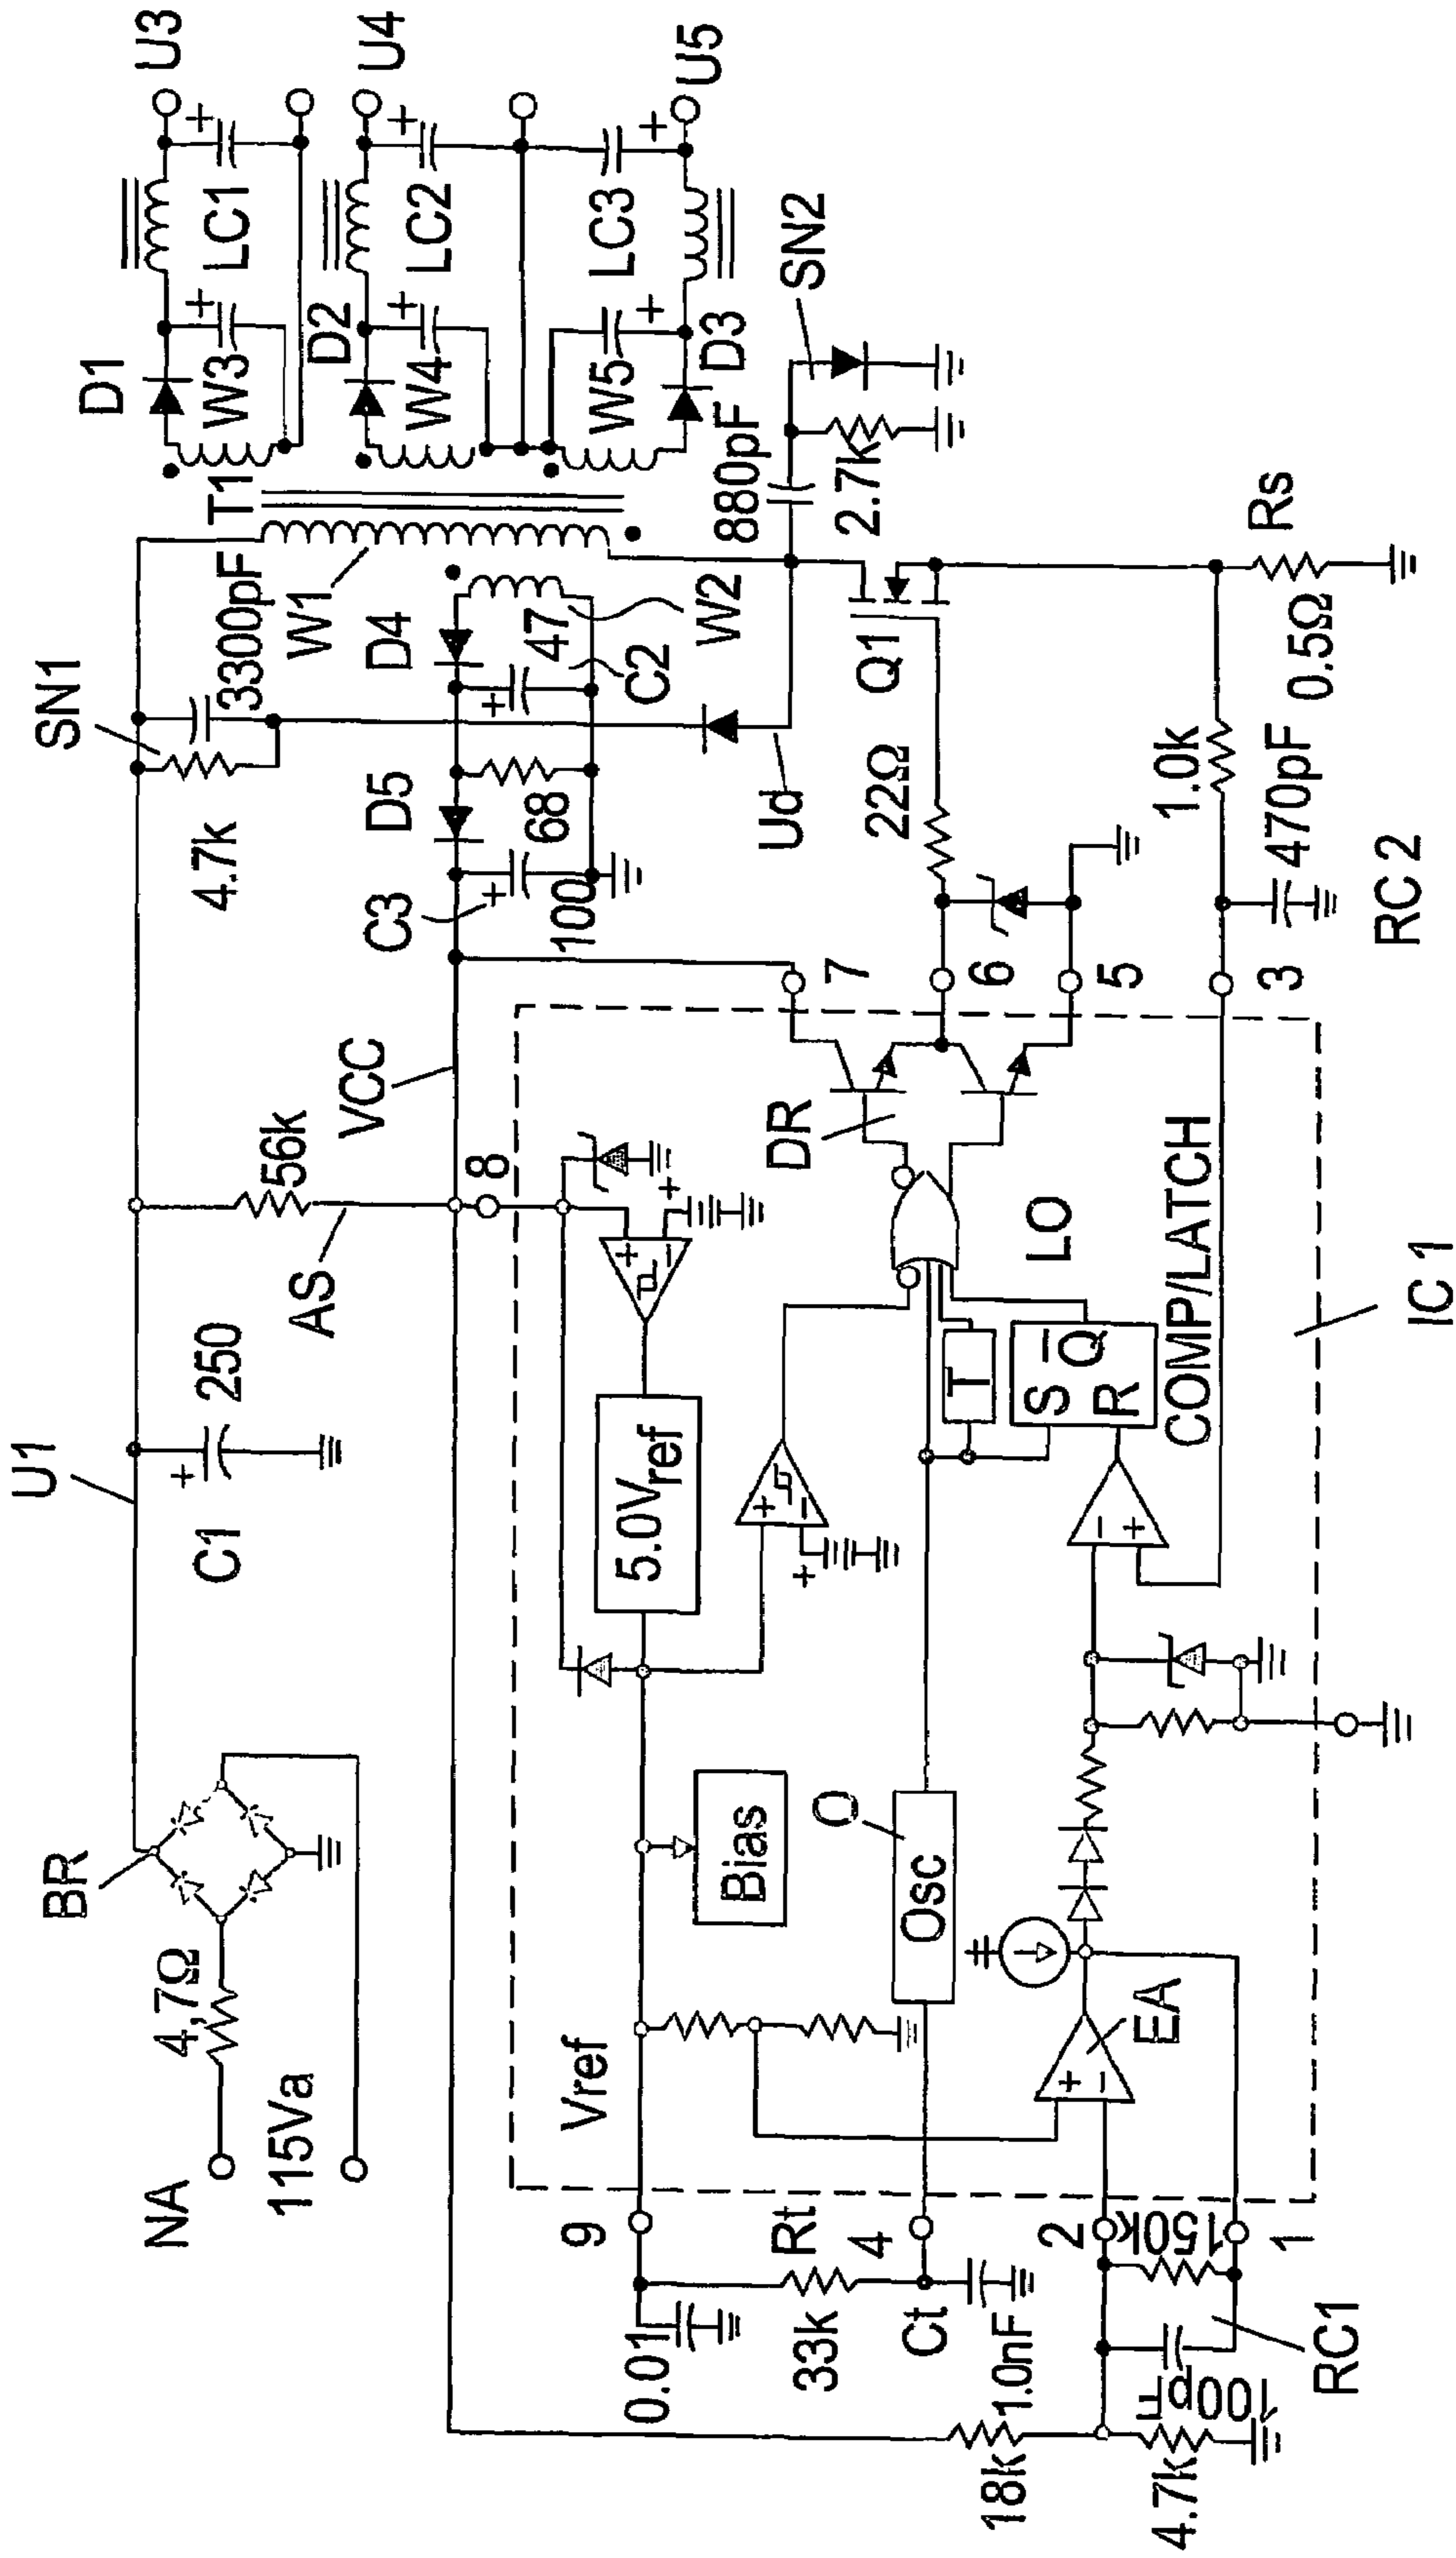 U1
C1
250
BR
4,7Ω
NA
115Va
AS
56k
VCC
SN1
4.7k
3300pF
W1
T1
D1
W3
LC1
U3
D2
W4
LC2
U4
W5
LC3
D3
U5
D4
47
C2
W2
D5
68
C3
100
Ud
880pF
2.7k
SN2
Q1
22Ω
Rs
0.5Ω
1.0k
470pF
RC 2
7
6
5
3
8
DR
LO
T
S Q
R
COMP/LATCH
IC 1
5.0Vref
Bias
O
Osc
EA
Vref
9
0.01
Rt
33k
4
Ct
1.0nF
2
150k
1
100pF
RC1
18k
4.7k